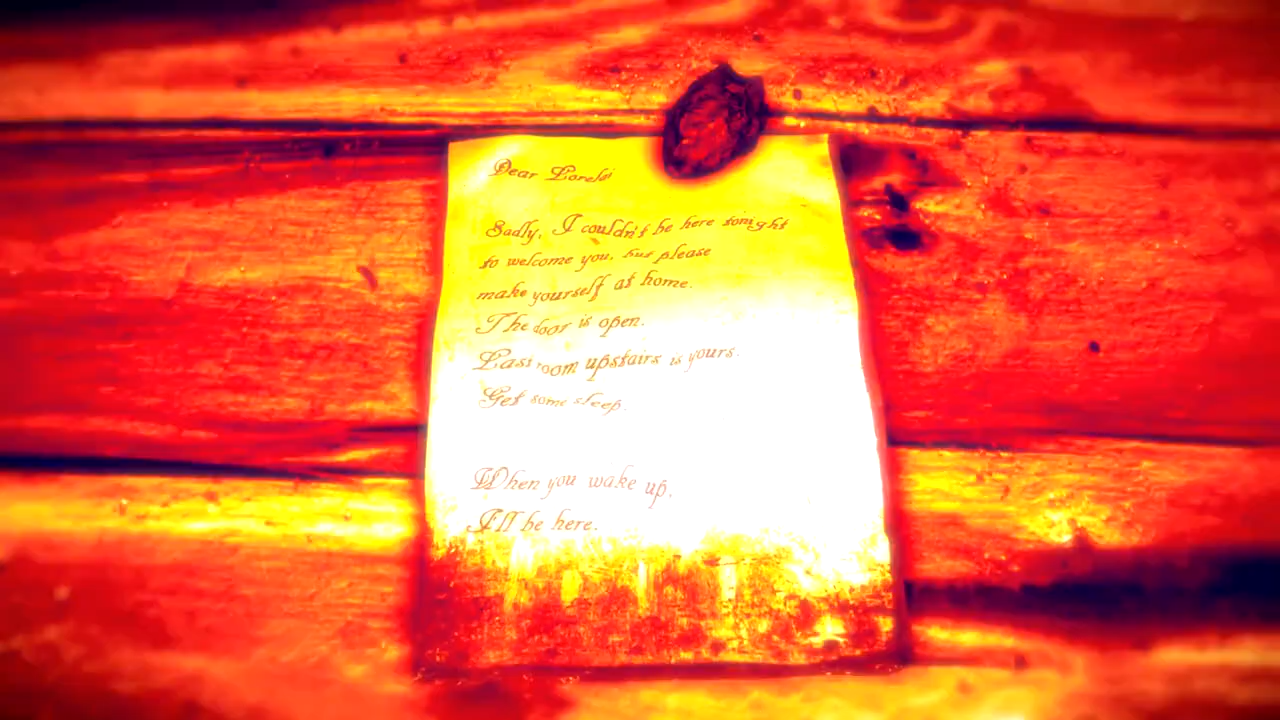 Dear Lorelai
Sadly, I couldn't be here tonight
to welcome you, but please
make yourself at home.
The door is open.
Last room upstairs is yours.
Get some sleep.
When you wake up,
I'll be here.